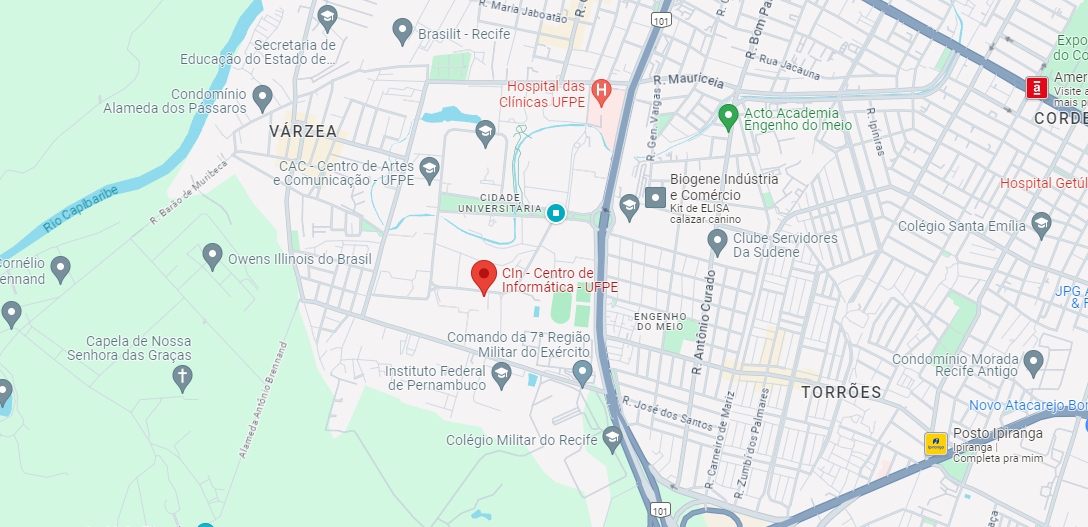 R. Maria Jaboatão
101
Brasilit - Recife
Secretaria de
Educação do Estado de...
R. Bom Pa
Expo
do Co
Rua Jacuna
R. Mauriceia
Hospital das
Clínicas UFPE
Condomínio
Alameda dos Pássaros
R. Gen. Vargas
Amer
Visite a
mais p
Acto Academia
Engenho do meio
R. Ipiniras
CORDE
VÁRZEA
CAC - Centro de Artes
e Comunicação - UFPE
Biogene Indústria
e Comércio
Kit de ELISA
calazar canino
Hospital Getúl
CIDADE
UNIVERSITÁRIA
Rio Capibaribe
R. Barão de Muribeca
Colégio Santa Emília
Clube Servidores
Da Sudene
Owens Illinois do Brasil
Cornélio
ennand
CIn - Centro de
Informática - UFPE
JPG A
& F
R. Antônio Curado
ENGENHO
DO MEIO
Comando da 7ª Região
Militar do Exército
Capela de Nossa
Senhora das Graças
Instituto Federal
de Pernambuco
Condomínio Morada
Recife Antigo
Alameda Antônio Brennand
TORRÕES
R. José dos Santos
R. Carneiro de Mariz
R. Zumbi dos Palmares
Novo Atacarejo Bon
Colégio Militar do Recife
Posto Ipiranga
Ipiranga |
Completa pra mim
101